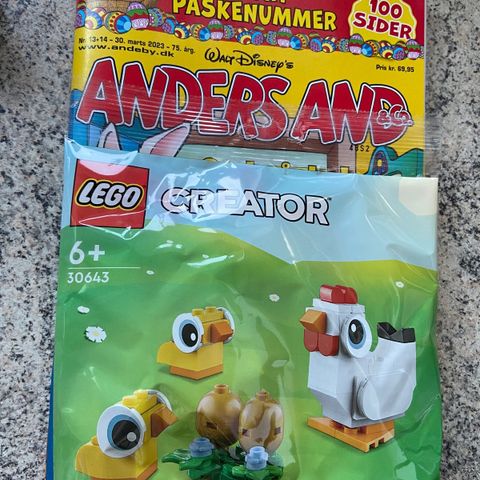 PÅSKENUMMER
100
SIDER
Nr. 13+14 - 30. marts 2023 - 75. årg.
www.andeby.dk
Pris kr. 69,95
WALT DISNEY'S
ANDERS AND
&Co.
LEGO
CREATOR
6+
30643